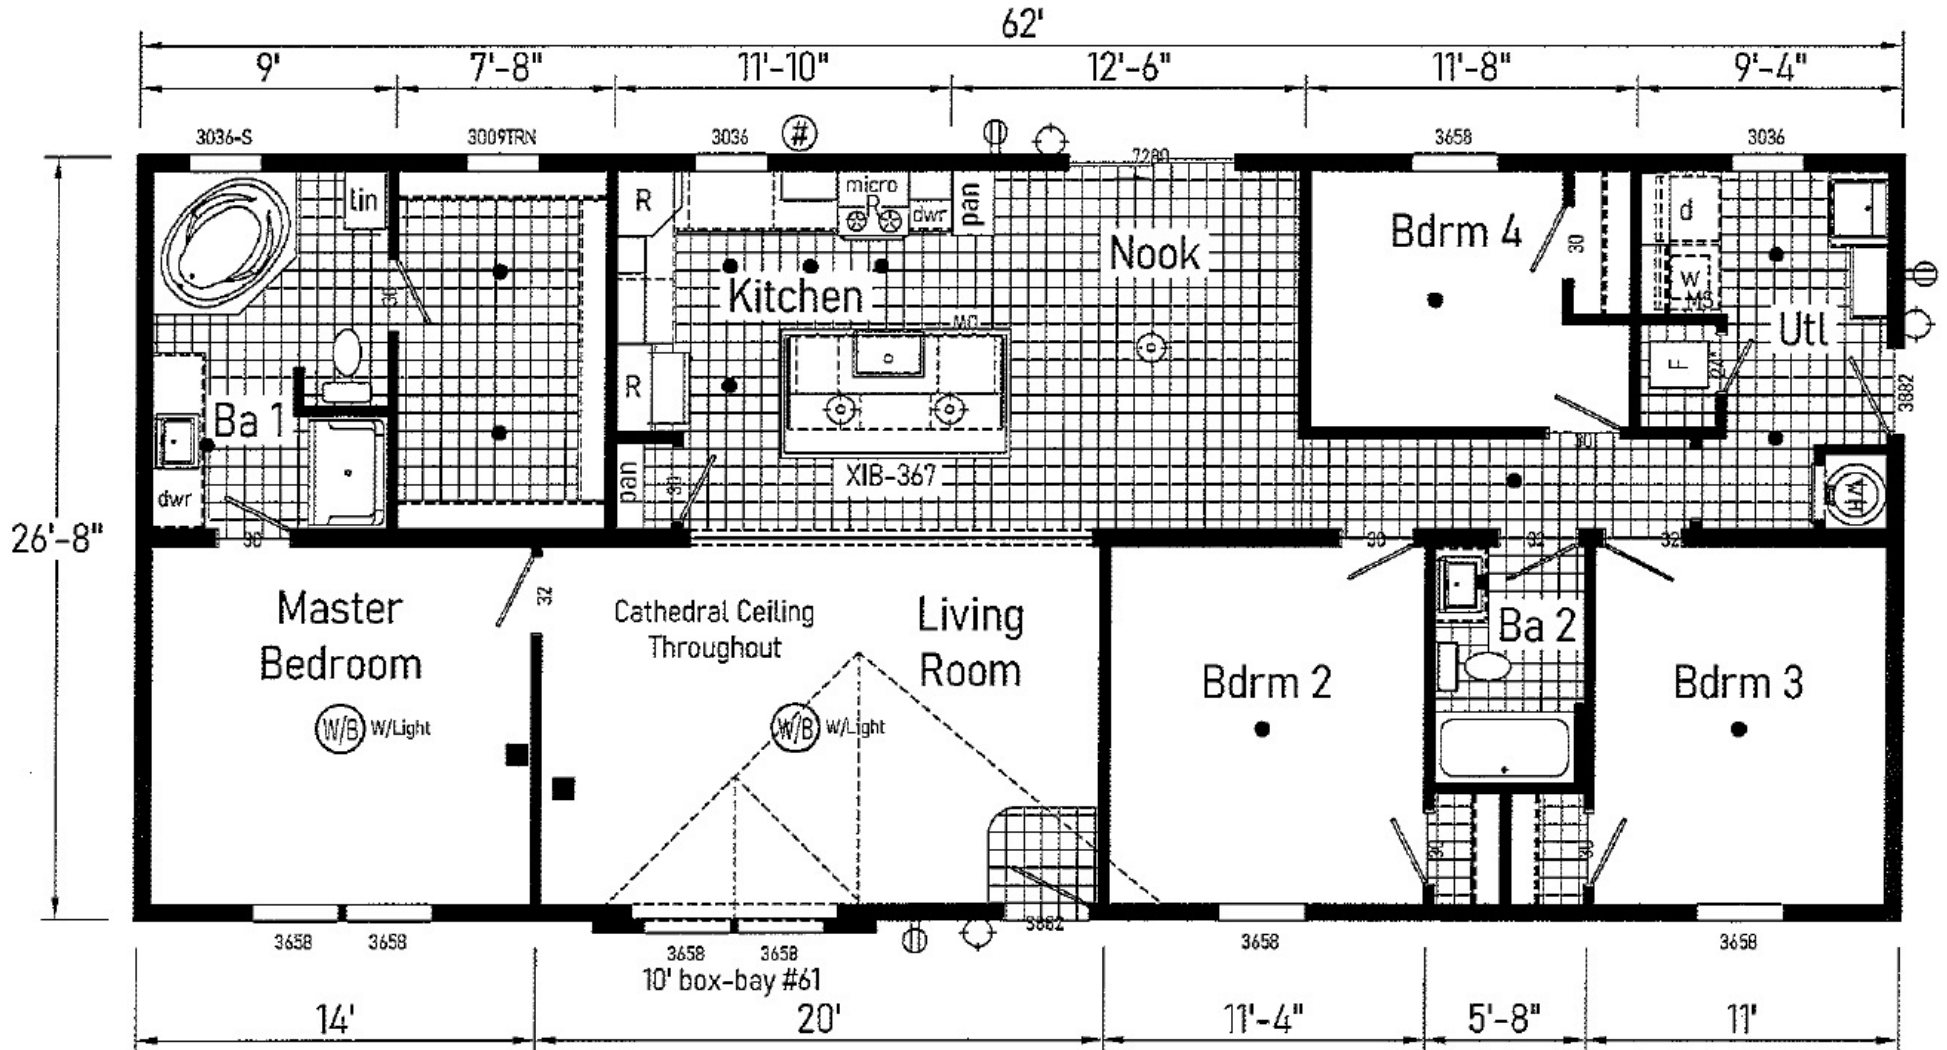 62'
9'
7'-8"
11'-10"
12'-6"
11'-8"
9'-4"
3036-S
3009TRN
3036
#
7280
3658
3036
lin
R
micro
R
dwr
pan
d
Bdrm 4
30
Nook
W
MS
Kitchen
30
Utl
F
24"
3882
R
Ba 1
30
XIB-367
pan
30
dwr
WH
26'-8"
30
30
32
32
32
Master
Bedroom
Cathedral Ceiling
Throughout
Living
Room
Ba 2
Bdrm 2
Bdrm 3
W/B W/Light
W/B W/Light
30
30
3882
3658
3658
3658
3658
3658
3658
10' box-bay #61
14'
20'
11'-4"
5'-8"
11'